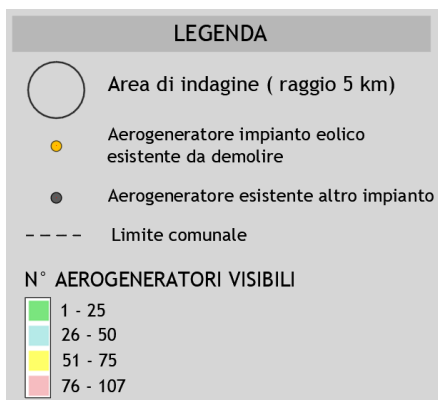 LEGENDA
Area di indagine ( raggio 5 km)
Aerogeneratore impianto eolico
esistente da demolire
Aerogeneratore esistente altro impianto
Limite comunale
N° AEROGENERATORI VISIBILI
1 - 25
26 - 50
51 - 75
76 - 107